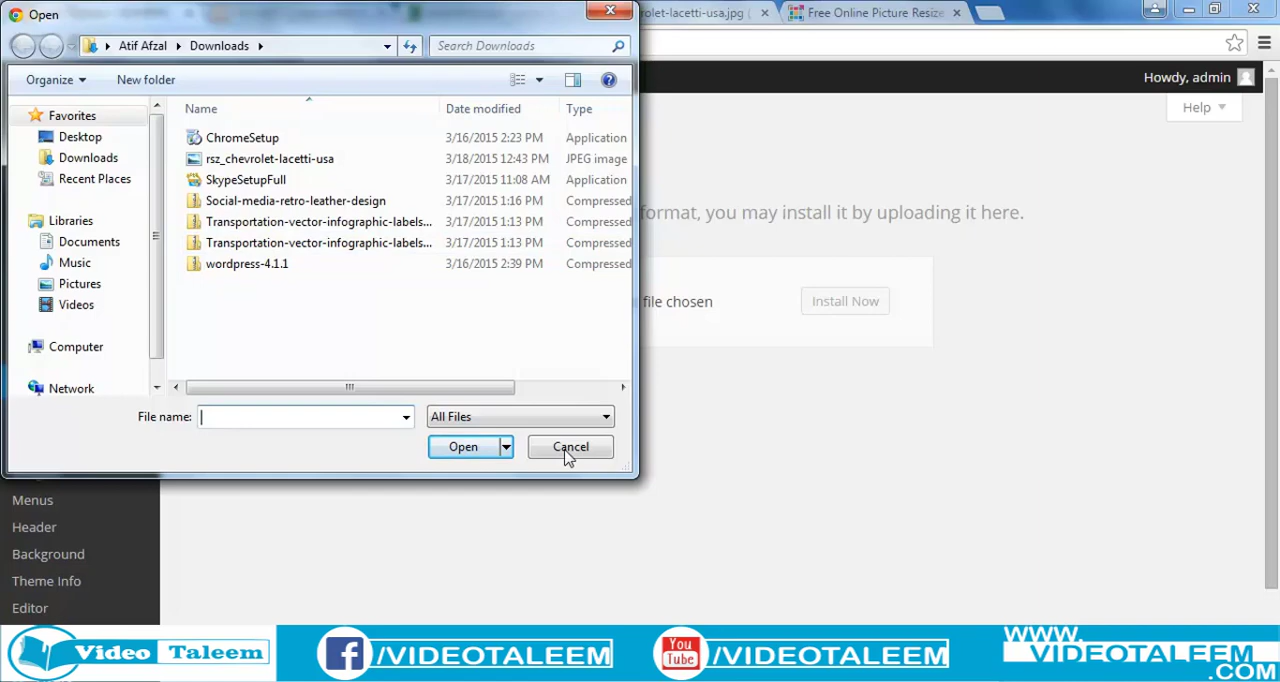 Open
rolet-lacetti-usa.jpg (
Free Online Picture Resize
Atif Afzal
Downloads
Search Downloads
Howdy, admin
Organize
New folder
Help
Name
Date modified
Type
Favorites
Desktop
Downloads
Recent Places
Libraries
Documents
Music
Pictures
Videos
Computer
Network
ChromeSetup 3/16/2015 2:23 PM Application
rsz_chevrolet-lacetti-usa 3/18/2015 12:43 PM JPEG image
SkypeSetupFull 3/17/2015 11:08 AM Application
Social-media-retro-leather-design 3/17/2015 1:16 PM Compressed
Transportation-vector-infographic-labels... 3/17/2015 1:13 PM Compressed
Transportation-vector-infographic-labels... 3/17/2015 1:13 PM Compressed
wordpress-4.1.1 3/16/2015 2:39 PM Compressed
format, you may install it by uploading it here.
file chosen
Install Now
File name:
All Files
Open
Cancel
Menus
Header
Background
Theme Info
Editor
Video Taleem
/VIDEOTALEEM
You Tube
/VIDEOTALEEM
WWW.
VIDEOTALEEM
.COM